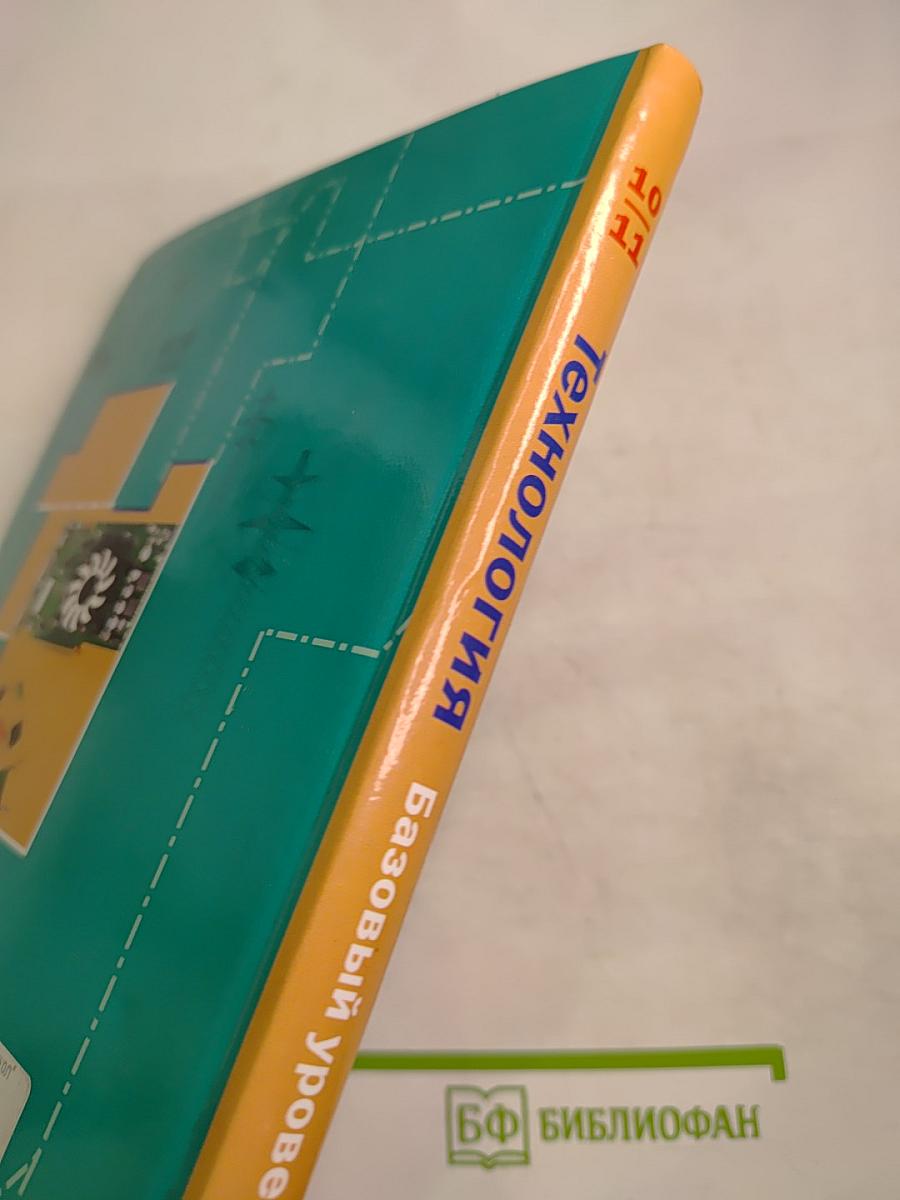 10/11
Технология
Базовый урове
БФ БИБЛИОФАН